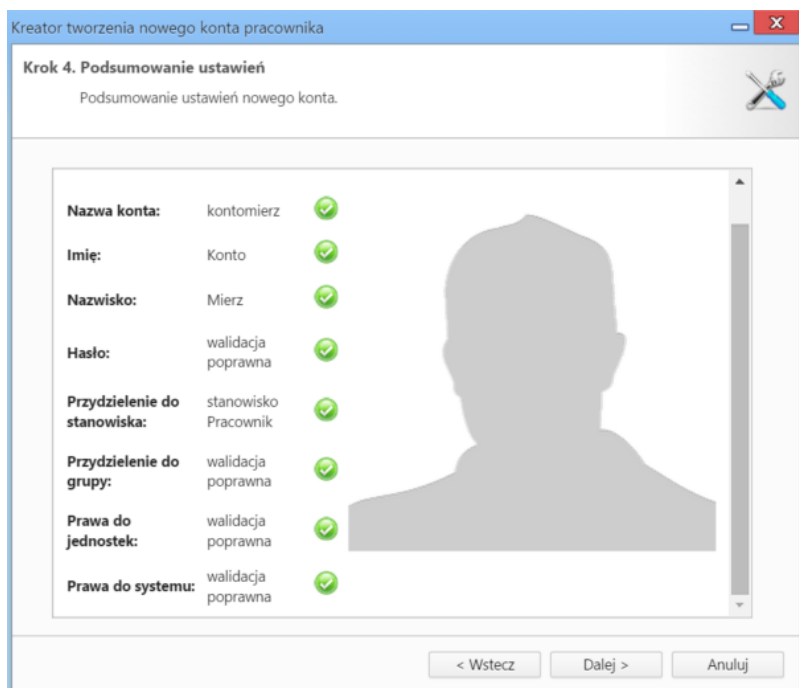 Kreator tworzenia nowego konta pracownika
Krok 4. Podsumowanie ustawień
Podsumowanie ustawień nowego konta.
Nazwa konta: kontomierz
Imię: Konto
Nazwisko: Mierz
Hasło: walidacja
poprawna
Przydzielenie do stanowisko
stanowiska: Pracownik
Przydzielenie do walidacja
grupy: poprawna
Prawa do walidacja
jednostek: poprawna
Prawa do systemu: walidacja
poprawna
< Wstecz Dalej > Anuluj